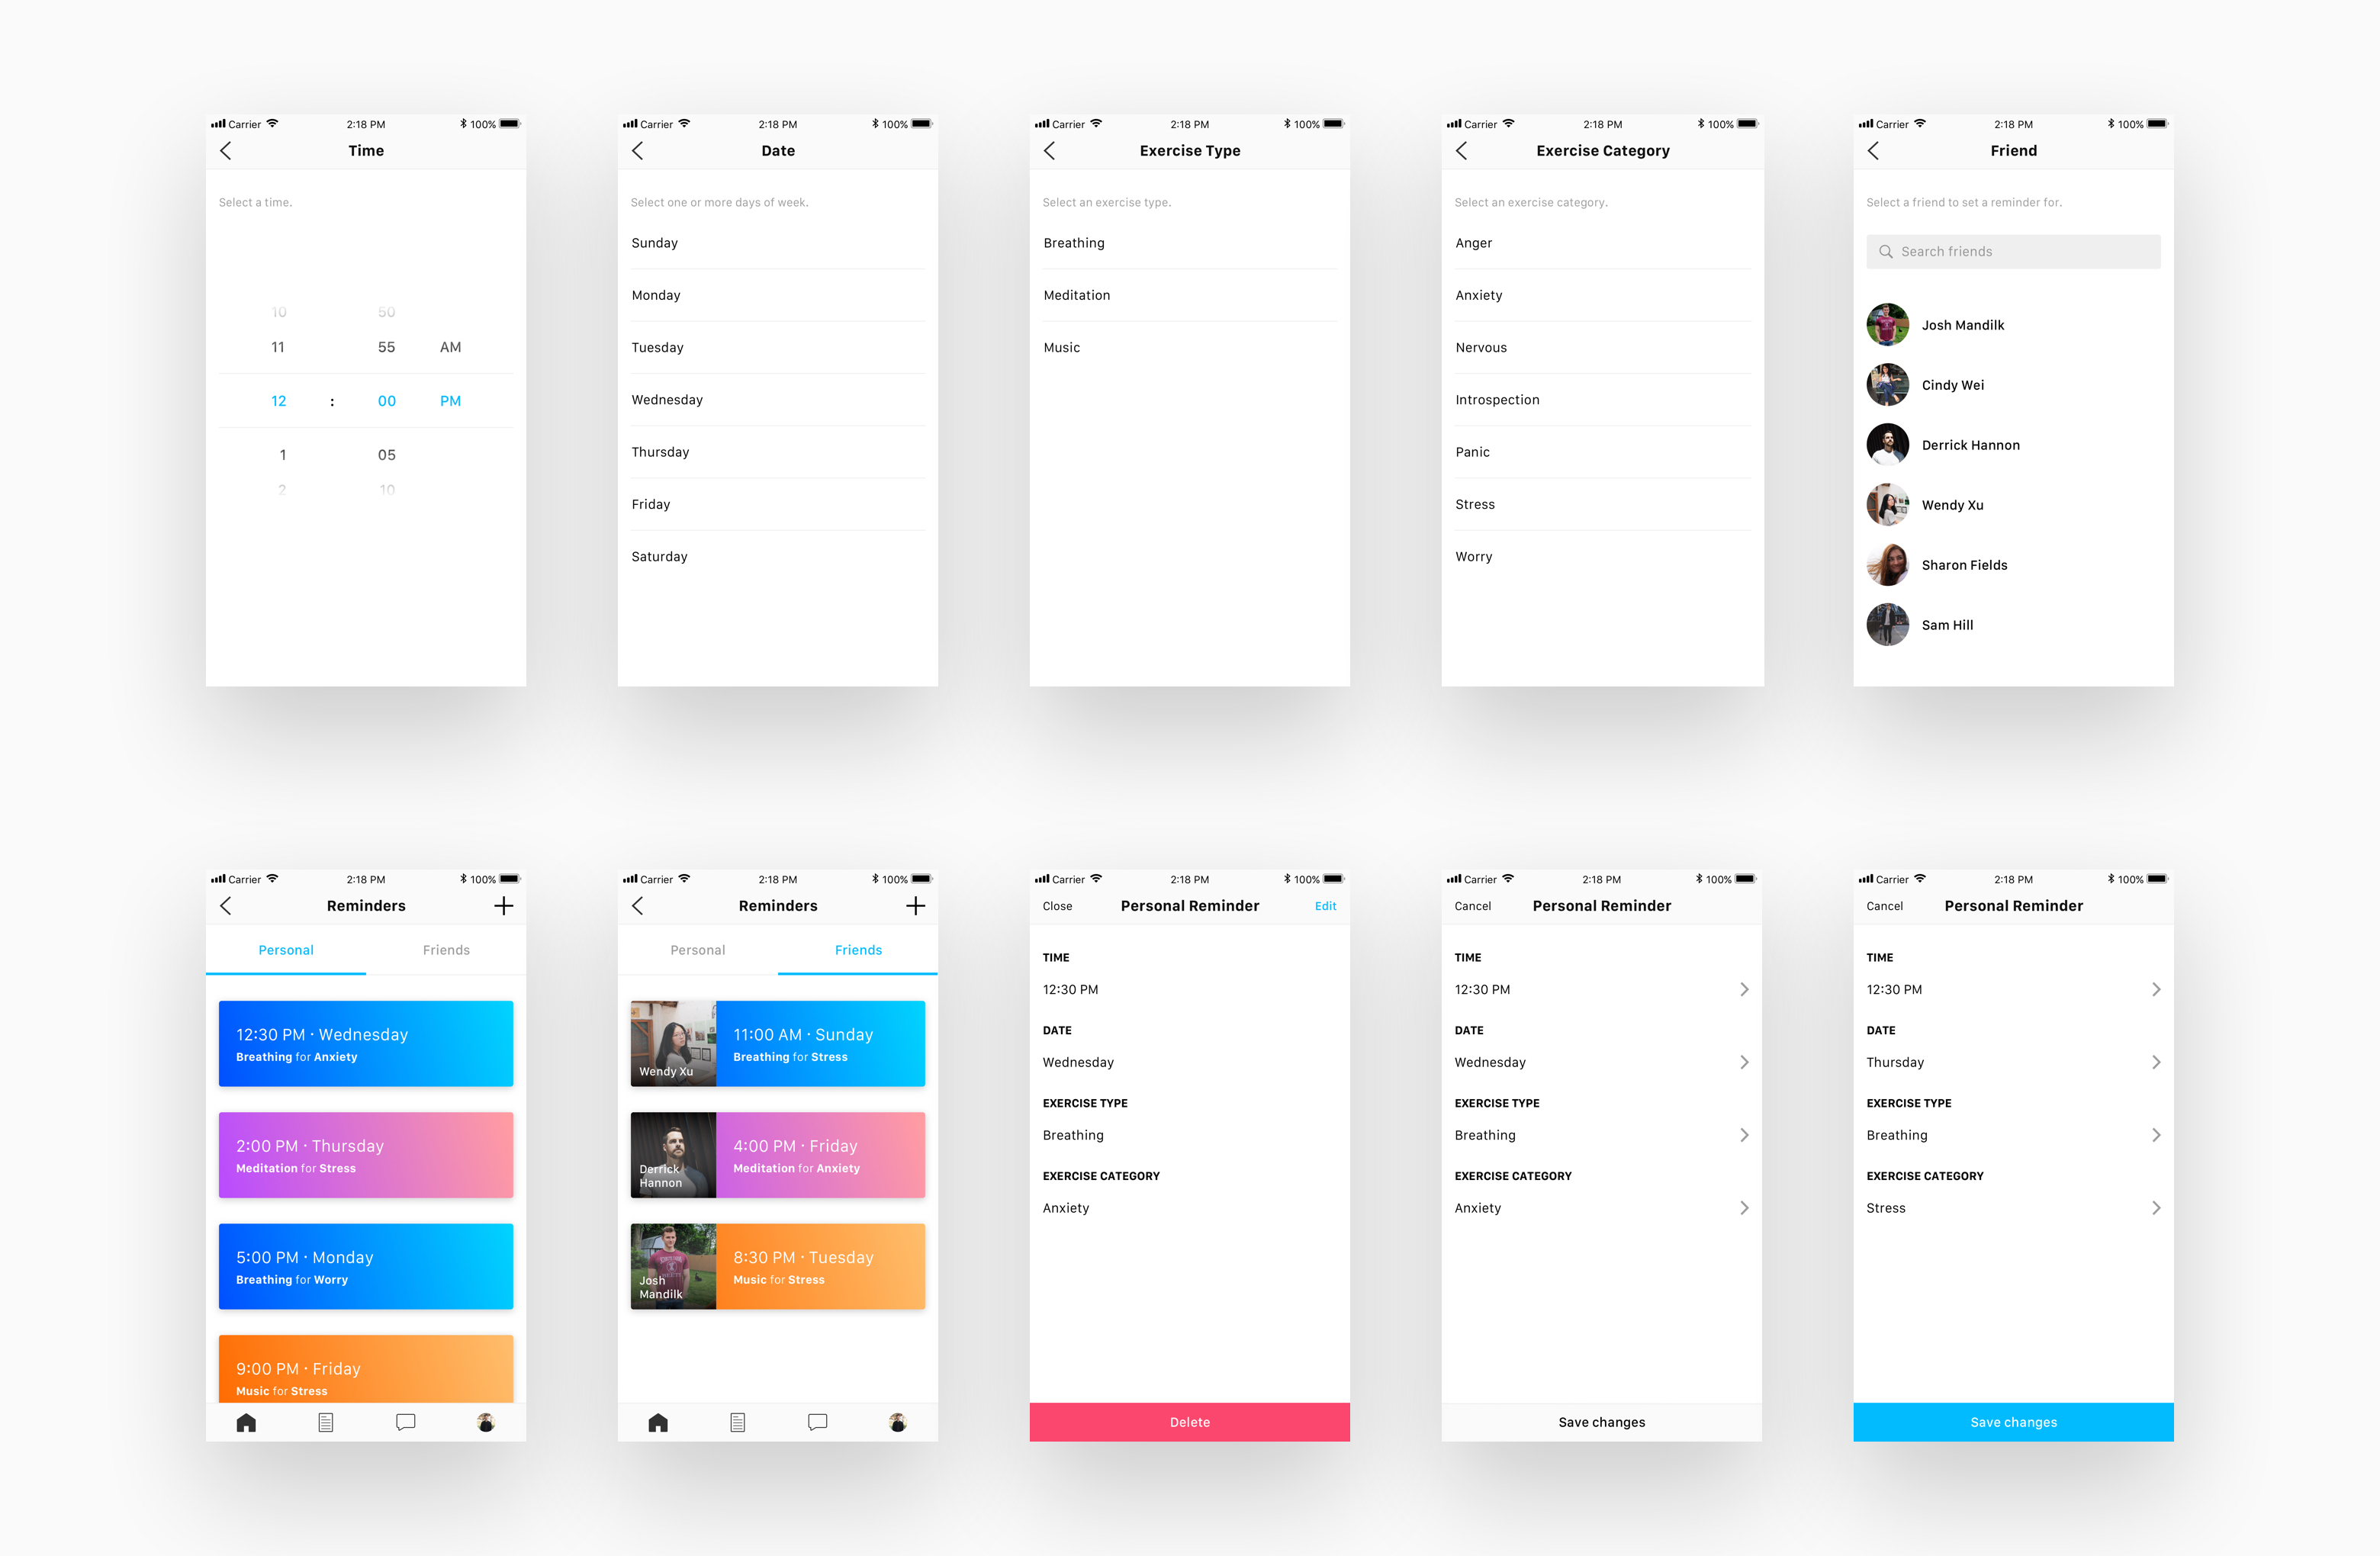 Carrier 2:18 PM 100%
Time
Select a time.
10 50
11 55 AM
12 : 00 PM
1 05
2 10
Carrier 2:18 PM 100%
Date
Select one or more days of week.
Sunday
Monday
Tuesday
Wednesday
Thursday
Friday
Saturday
Carrier 2:18 PM 100%
Exercise Type
Select an exercise type.
Breathing
Meditation
Music
Carrier 2:18 PM 100%
Exercise Category
Select an exercise category.
Anger
Anxiety
Nervous
Introspection
Panic
Stress
Worry
Carrier 2:18 PM 100%
Friend
Select a friend to set a reminder for.
Search friends
Josh Mandilk
Cindy Wei
Derrick Hannon
Wendy Xu
Sharon Fields
Sam Hill
Carrier 2:18 PM 100%
Reminders
Personal Friends
12:30 PM · Wednesday
Breathing for Anxiety
2:00 PM · Thursday
Meditation for Stress
5:00 PM · Monday
Breathing for Worry
9:00 PM · Friday
Music for Stress
Carrier 2:18 PM 100%
Reminders
Personal Friends
11:00 AM · Sunday
Breathing for Stress
Wendy Xu
4:00 PM · Friday
Meditation for Anxiety
Derrick
Hannon
8:30 PM · Tuesday
Music for Stress
Josh
Mandilk
Carrier 2:18 PM 100%
Close Personal Reminder Edit
TIME
12:30 PM
DATE
Wednesday
EXERCISE TYPE
Breathing
EXERCISE CATEGORY
Anxiety
Delete
Carrier 2:18 PM 100%
Cancel Personal Reminder
TIME
12:30 PM
DATE
Wednesday
EXERCISE TYPE
Breathing
EXERCISE CATEGORY
Anxiety
Save changes
Carrier 2:18 PM 100%
Cancel Personal Reminder
TIME
12:30 PM
DATE
Thursday
EXERCISE TYPE
Breathing
EXERCISE CATEGORY
Stress
Save changes